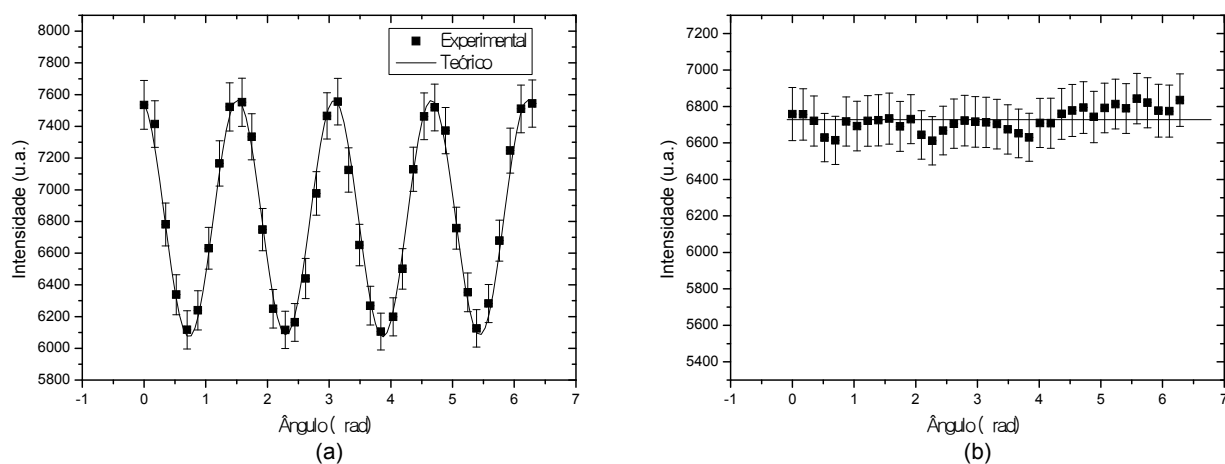 8000
7800
7600
7400
7200
7000
6800
6600
6400
6200
6000
5800
Intensidade (u.a.)
Experimental
Teórico
-1 0 1 2 3 4 5 6 7
Ângulo ( rad)
(a)
7200
7000
6800
6600
6400
6200
6000
5800
5600
5400
Intensidade (u.a.)
-1 0 1 2 3 4 5 6 7
Ângulo ( rad)
(b)